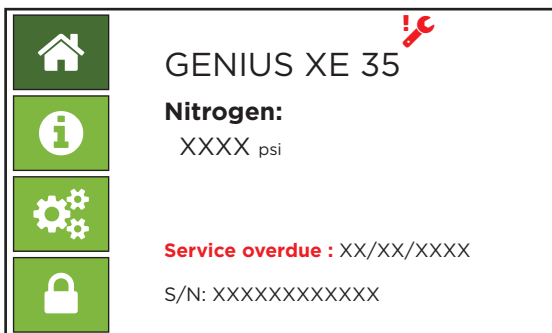 GENIUS XE 35
Nitrogen:
XXXX psi
Service overdue : XX/XX/XXXX
S/N: XXXXXXXXXXXX